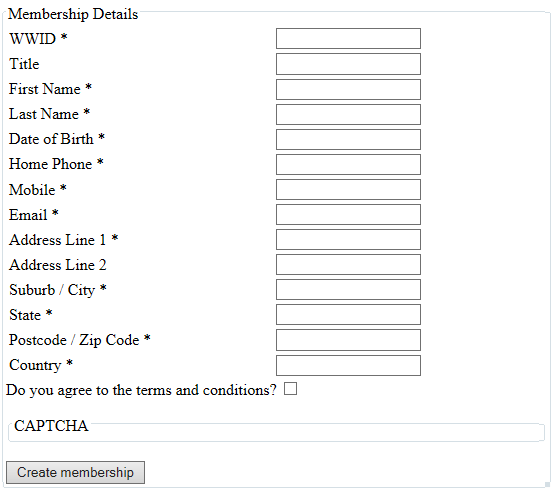 Membership Details
WWID *
Title
First Name *
Last Name *
Date of Birth *
Home Phone *
Mobile *
Email *
Address Line 1 *
Address Line 2
Suburb / City *
State *
Postcode / Zip Code *
Country *
Do you agree to the terms and conditions?
CAPTCHA
Create membership